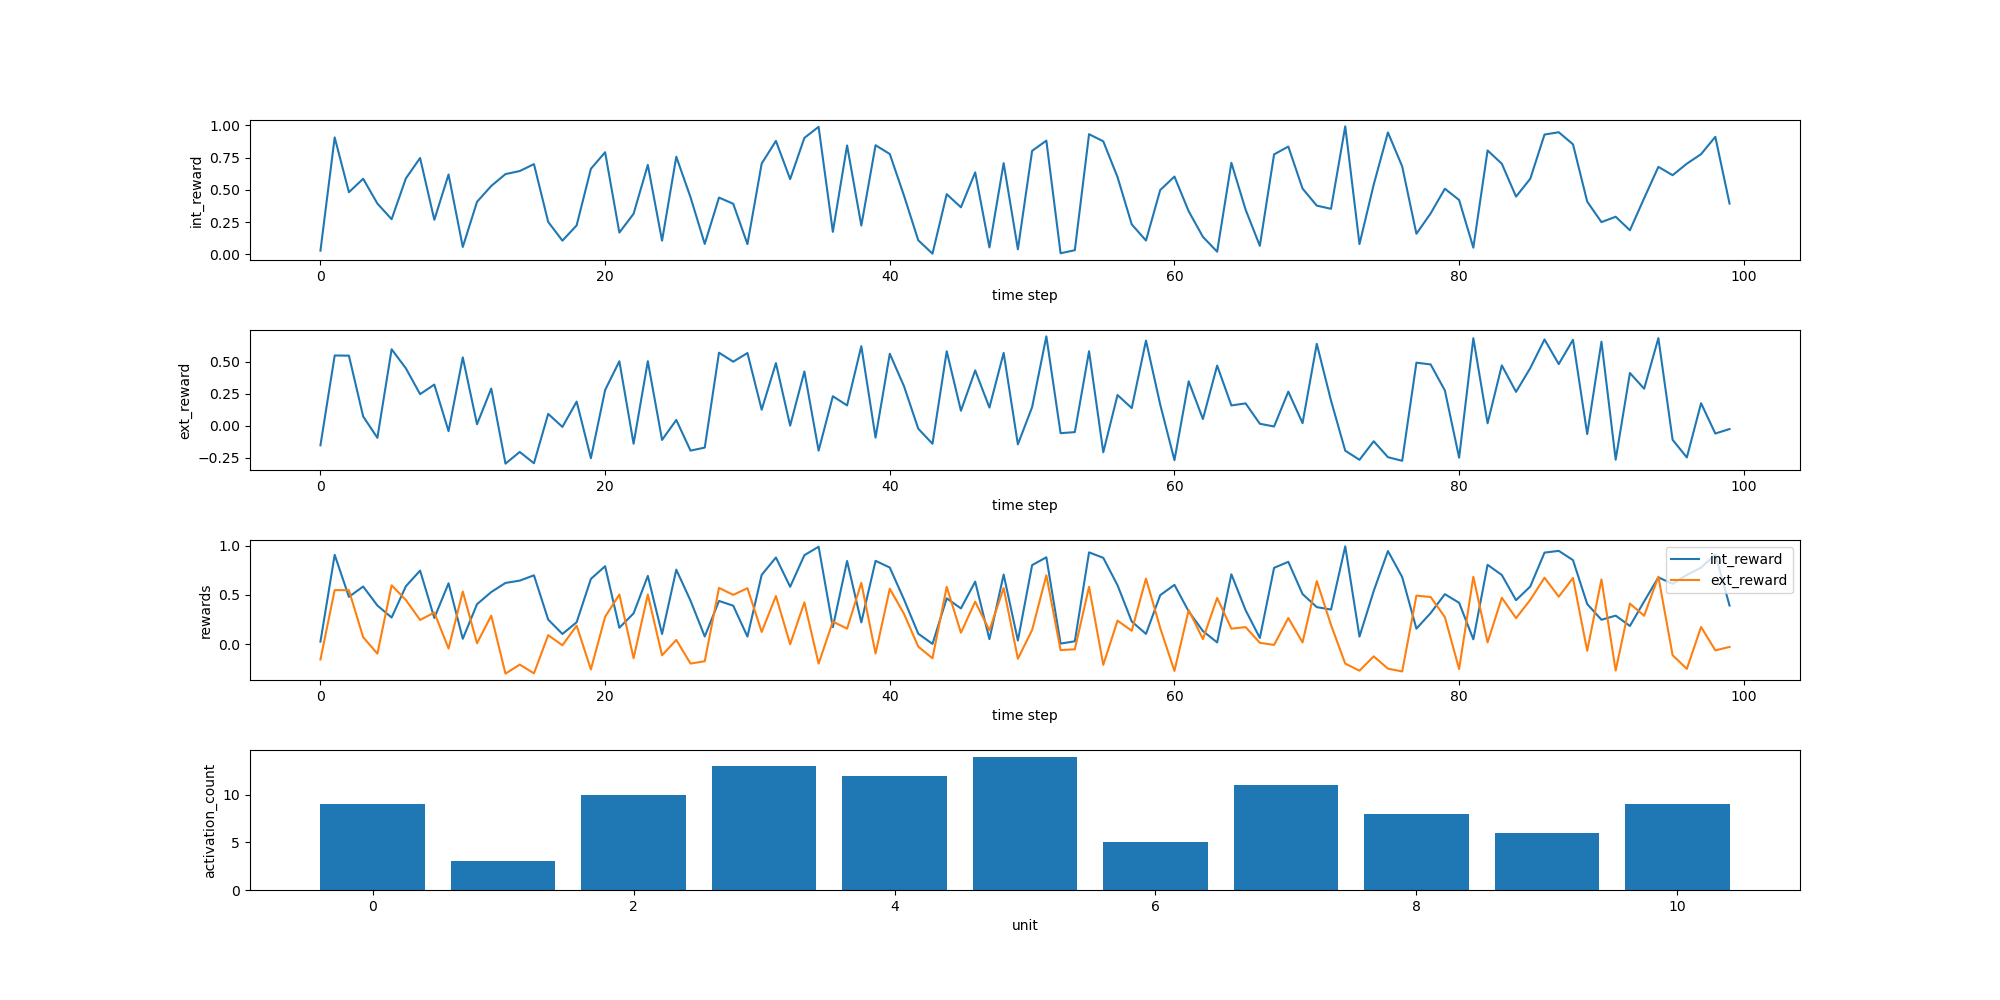 1.00
0.75
0.50
0.25
0.00
int_reward
0 20 40 60 80 100
time step
0.50
0.25
0.00
−0.25
ext_reward
0 20 40 60 80 100
time step
1.0
0.5
0.0
rewards
int_reward
ext_reward
0 20 40 60 80 100
time step
10
5
0
activation_count
0 2 4 6 8 10
unit